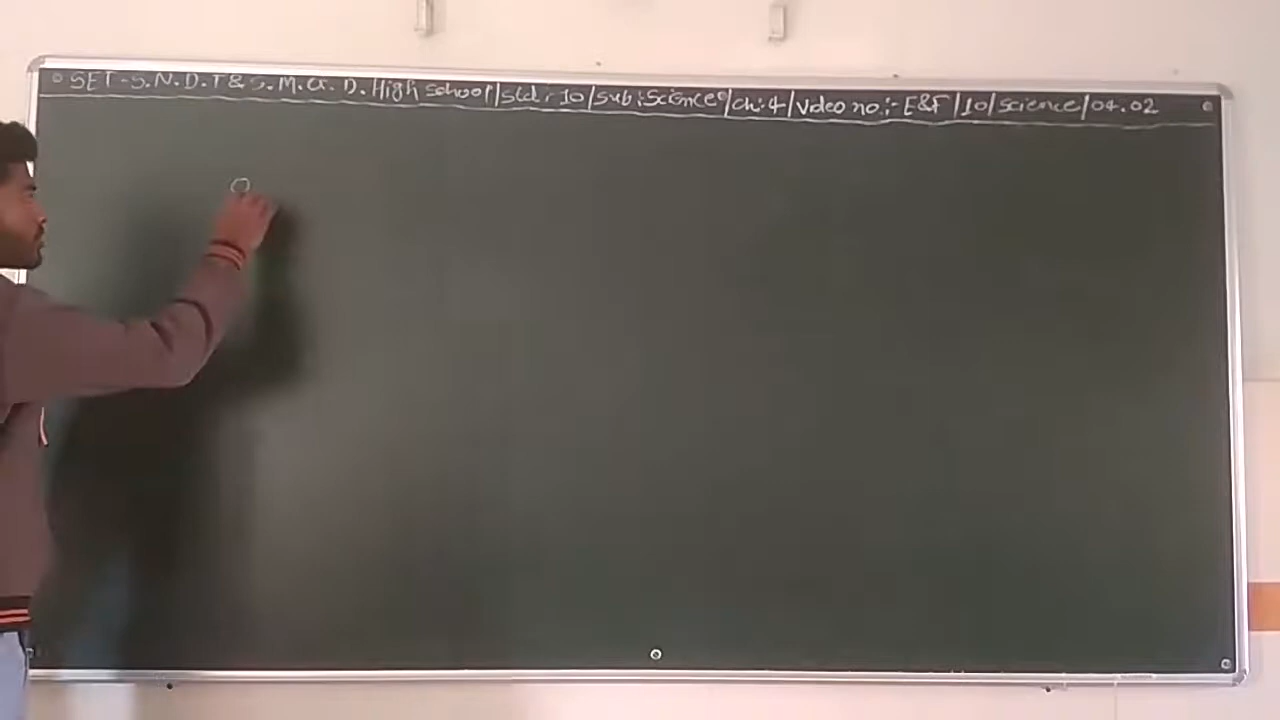 SET-S.N.D.T & S.M.G.D. High School | Std : 10 | Sub : Science | Ch : 4 | Video no.:- E&F | 10 | Science | 04.02